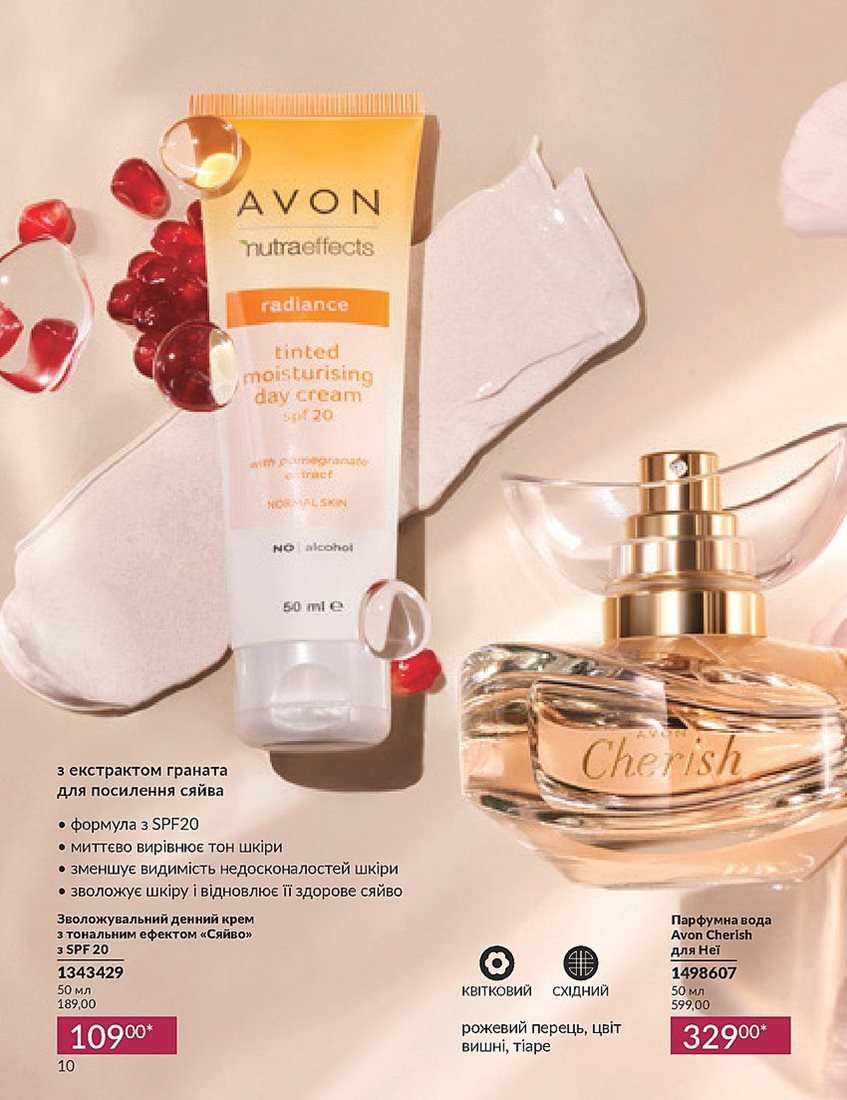 AVON
nutraeffects
radiance
tinted
moisturising
day cream
spf 20
with pomegranate
extract
NORMAL SKIN
NO | alcohol
50 ml ℮
AVON
Cherish
з екстрактом граната
для посилення сяйва
• формула з SPF20
• миттєво вирівнює тон шкіри
• зменшує видимість недосконалостей шкіри
• зволожує шкіру і відновлює її здорове сяйво
Зволожувальний денний крем
з тональним ефектом «Сяйво»
з SPF 20
1343429
50 мл
189,00
10900*
10
КВІТКОВИЙ
СХІДНИЙ
рожевий перець, цвіт
вишні, тіаре
Парфумна вода
Avon Cherish
для Неї
1498607
50 мл
599,00
32900*